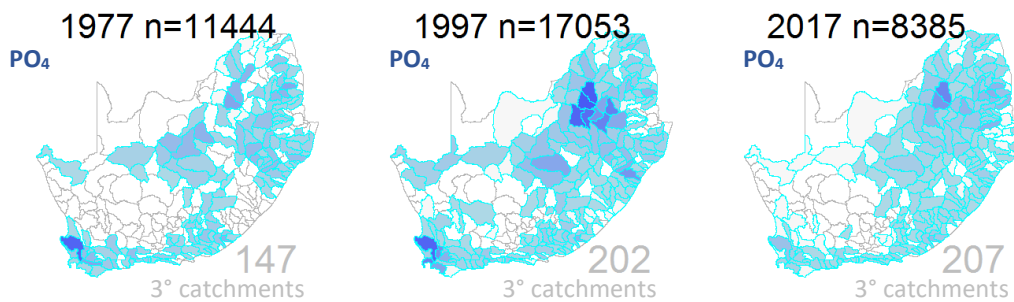 1977 n=11444
PO₄
147
3° catchments
1997 n=17053
PO₄
202
3° catchments
2017 n=8385
PO₄
207
3° catchments